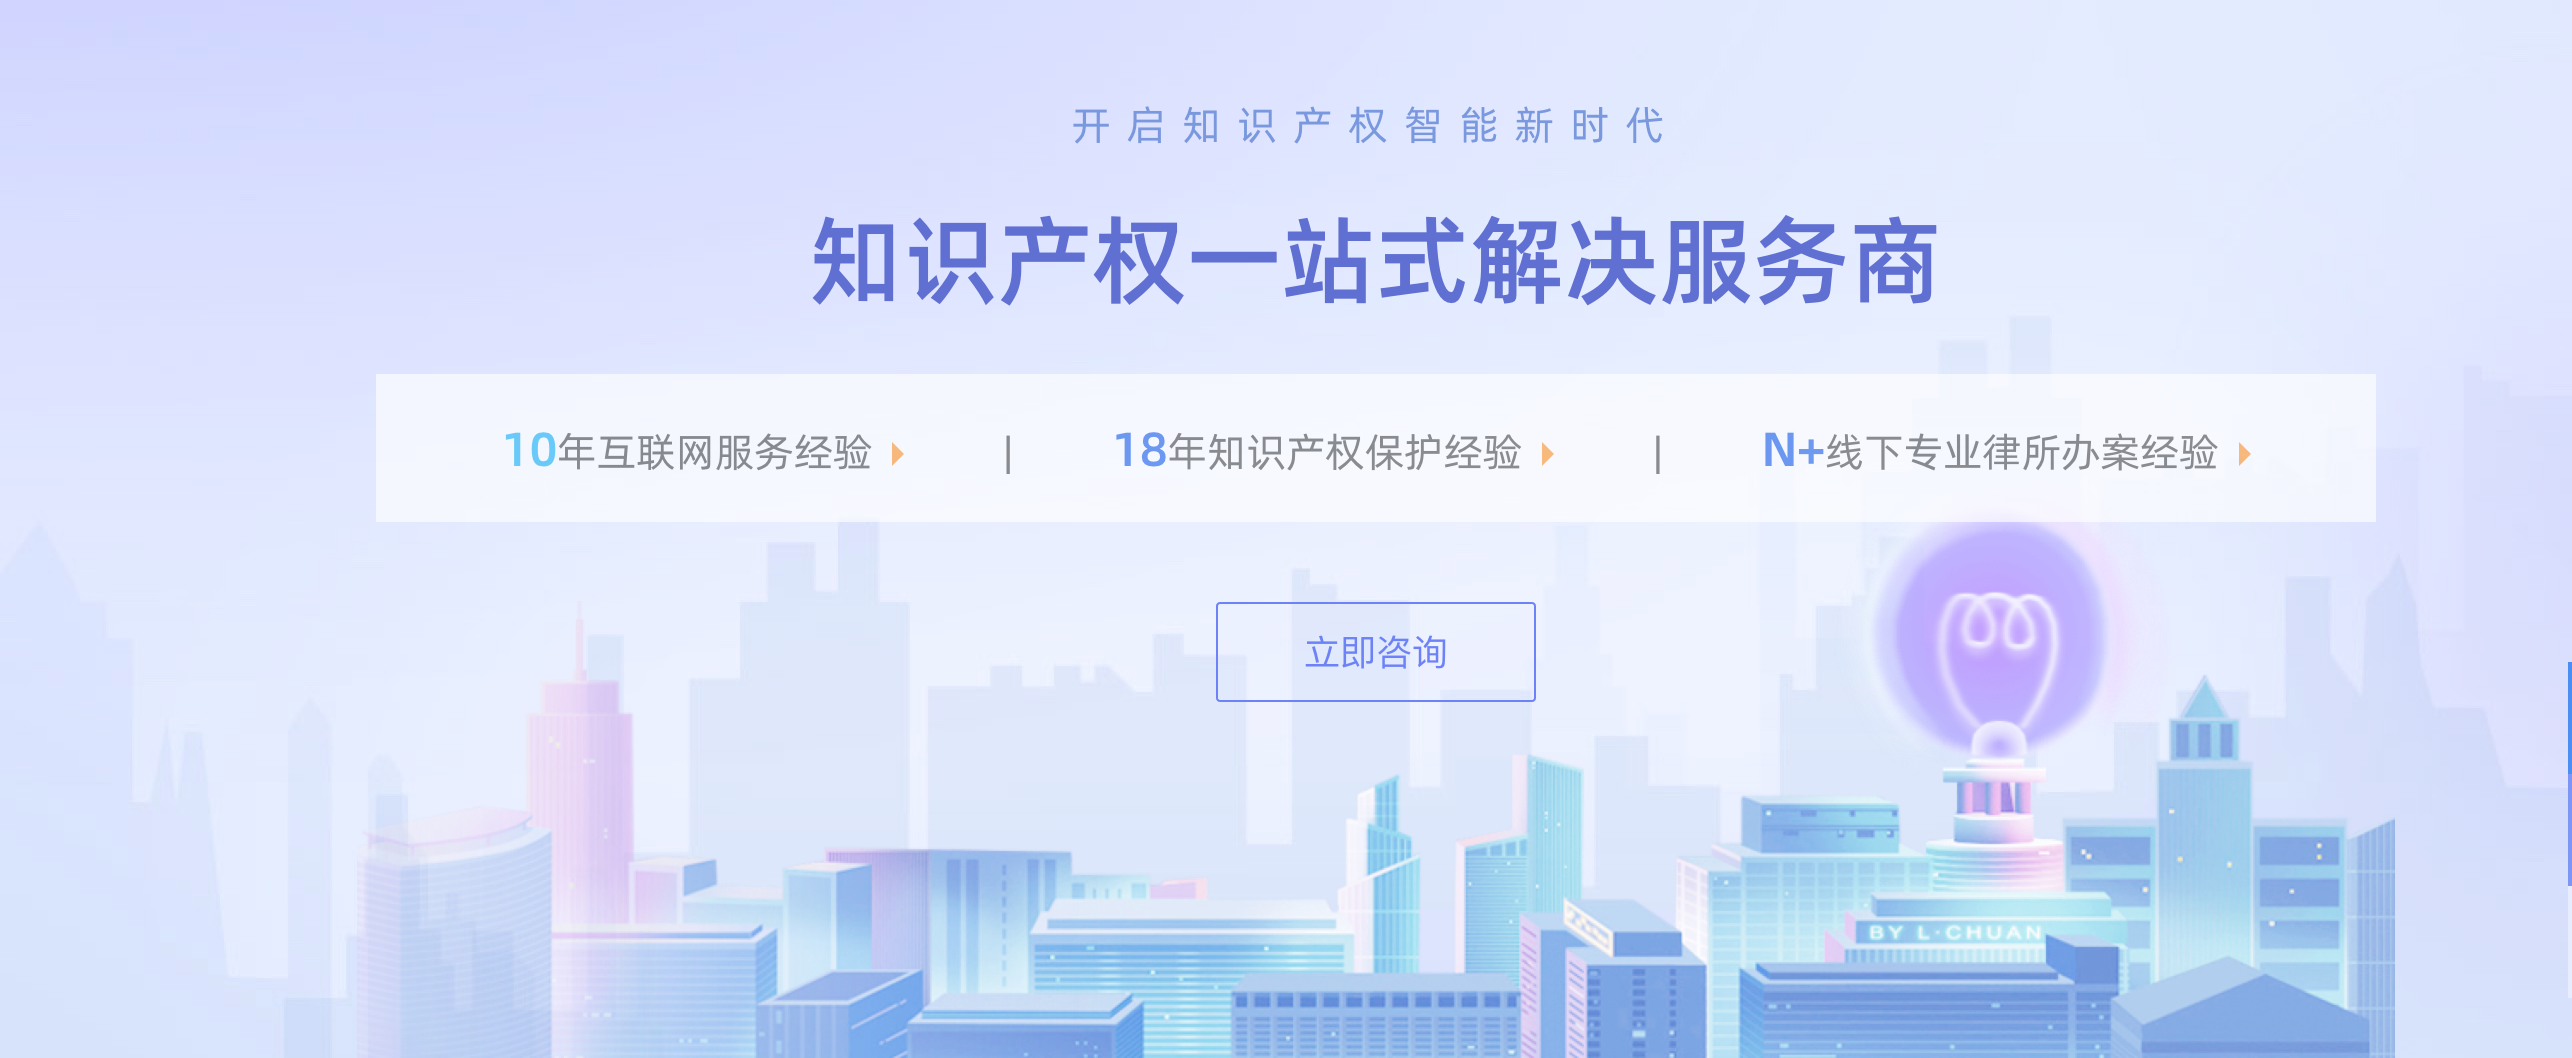 开启知识产权智能新时代
知识产权一站式解决服务商
10年互联网服务经验 | 18年知识产权保护经验 | N+线下专业律所办案经验
立即咨询
BY L·CHUAN